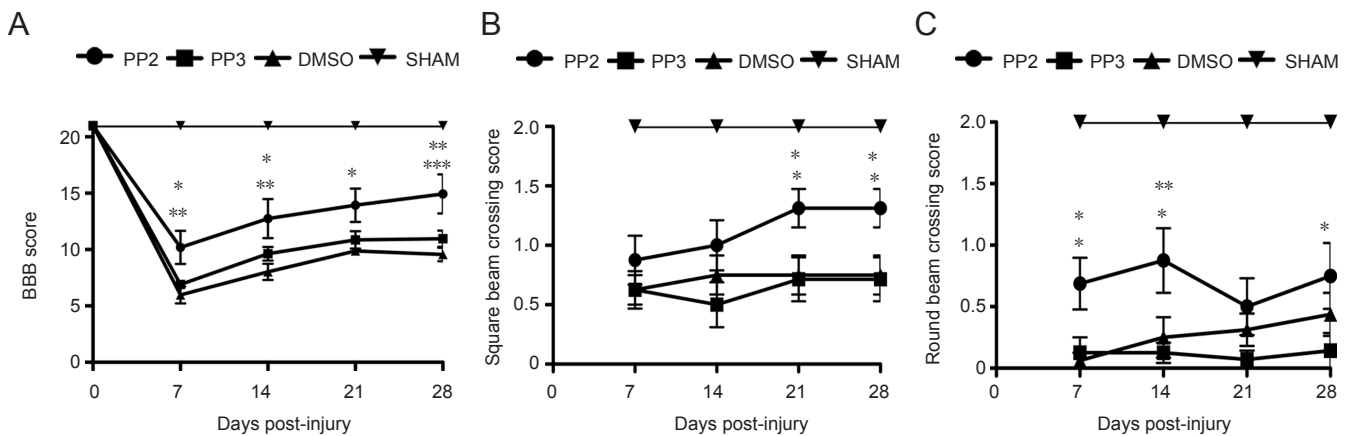 A
PP2 PP3 DMSO SHAM
BBB score
20
15
10
5
0
* ** * ** * ** ***
0 7 14 21 28
Days post-injury
B
PP2 PP3 DMSO SHAM
Square beam crossing score
2.0
1.5
1.0
0.5
0
* * * *
0 7 14 21 28
Days post-injury
C
PP2 PP3 DMSO SHAM
Round beam crossing score
2.0
1.5
1.0
0.5
0
* * ** * *
0 7 14 21 28
Days post-injury